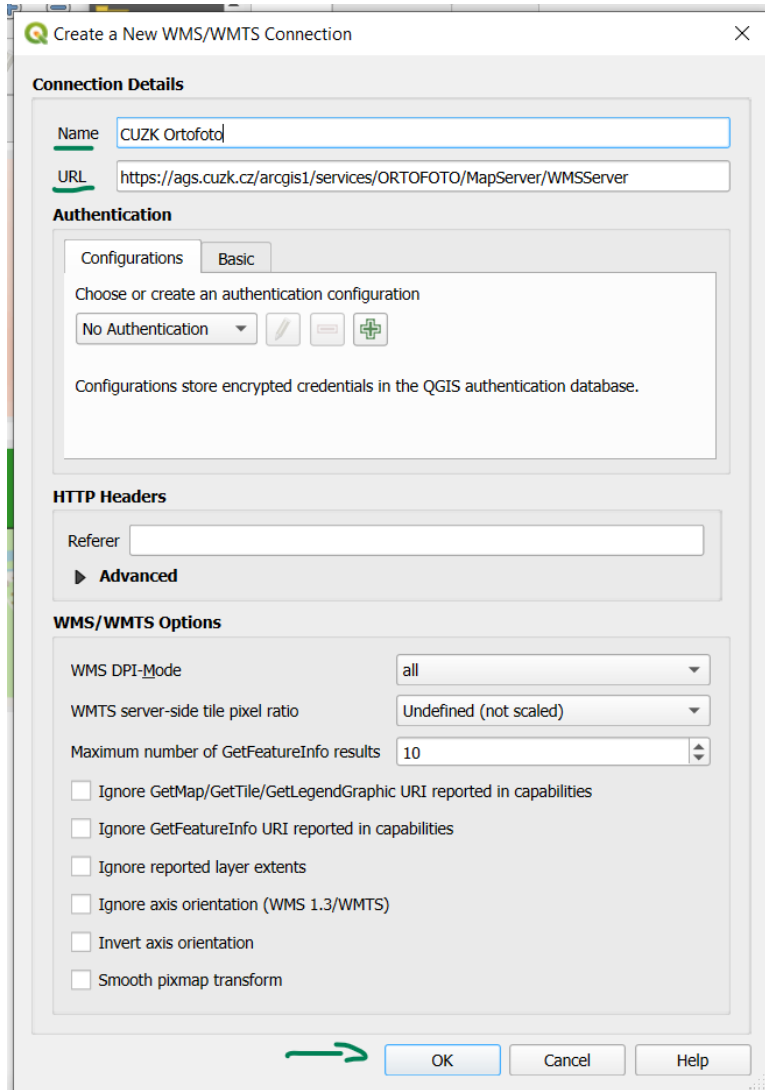 Create a New WMS/WMTS Connection
Connection Details
Name CUZK Ortofoto
URL https://ags.cuzk.cz/arcgis1/services/ORTOFOTO/MapServer/WMSServer
Authentication
Configurations Basic
Choose or create an authentication configuration
No Authentication
Configurations store encrypted credentials in the QGIS authentication database.
HTTP Headers
Referer
Advanced
WMS/WMTS Options
WMS DPI-Mode all
WMTS server-side tile pixel ratio Undefined (not scaled)
Maximum number of GetFeatureInfo results 10
Ignore GetMap/GetTile/GetLegendGraphic URI reported in capabilities
Ignore GetFeatureInfo URI reported in capabilities
Ignore reported layer extents
Ignore axis orientation (WMS 1.3/WMTS)
Invert axis orientation
Smooth pixmap transform
OK Cancel Help